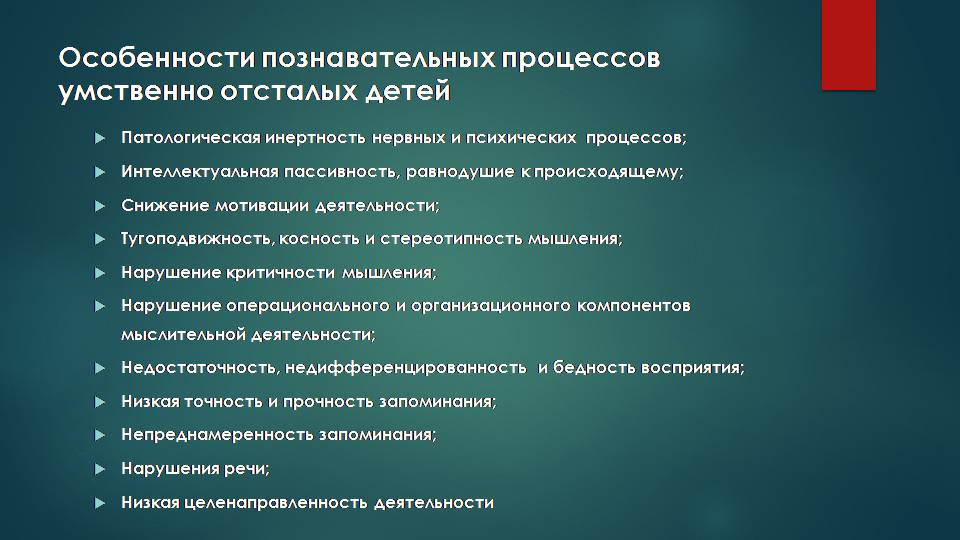 Особенности познавательных процессов
умственно отсталых детей
Патологическая инертность нервных и психических процессов;
Интеллектуальная пассивность, равнодушие к происходящему;
Снижение мотивации деятельности;
Тугоподвижность, косность и стереотипность мышления;
Нарушение критичности мышления;
Нарушение операционального и организационного компонентов
мыслительной деятельности;
Недостаточность, недифференцированность и бедность восприятия;
Низкая точность и прочность запоминания;
Непреднамеренность запоминания;
Нарушения речи;
Низкая целенаправленность деятельности